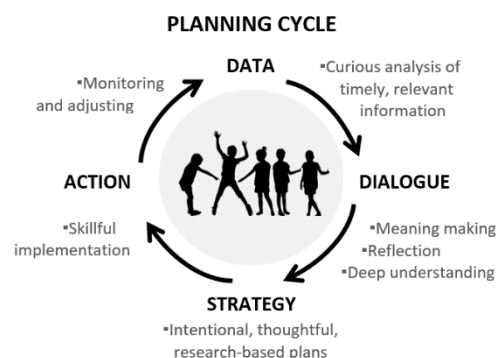 PLANNING CYCLE
DATA
▪Curious analysis of
timely, relevant
information
DIALOGUE
▪Meaning making
▪Reflection
▪Deep understanding
STRATEGY
▪Intentional, thoughtful,
research-based plans
ACTION
▪Skillful
implementation
▪Monitoring
and adjusting